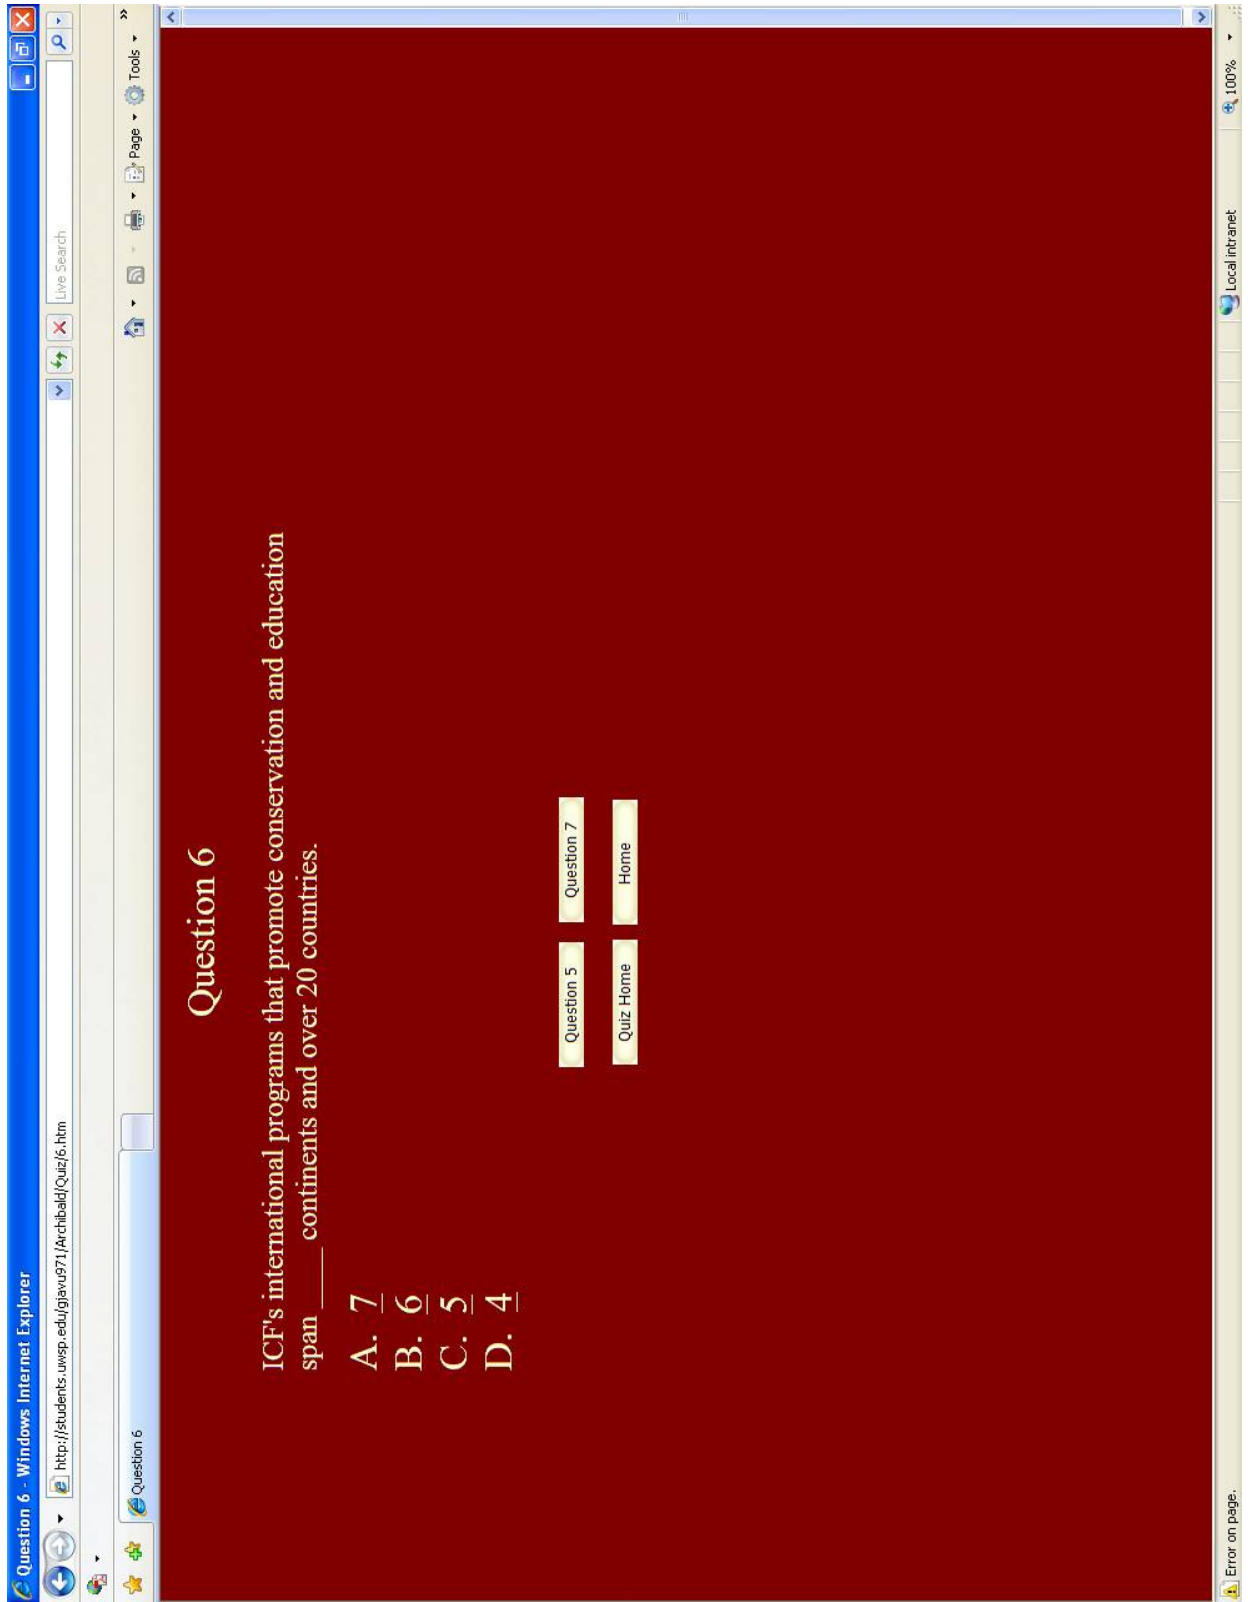 Question 6 - Windows Internet Explorer
http://students.uwsp.edu/gjavu971/Archibald/Quiz/6.htm
Live Search
Question 6
Page
Tools
Question 6
ICF's international programs that promote conservation and education
span _____ continents and over 20 countries.
A. 7
B. 6
C. 5
D. 4
Question 5
Question 7
Quiz Home
Home
Error on page.
Local intranet
100%